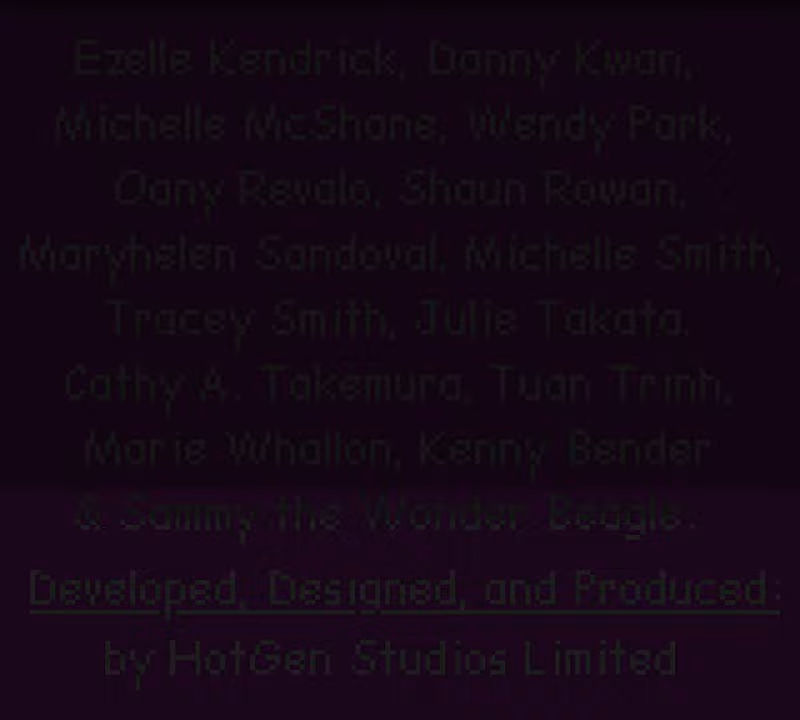 Ezelle Kendrick, Danny Kwan,
Michelle McShane, Wendy Park,
Dany Revalo, Shaun Rowan,
Maryhelen Sandoval, Michelle Smith,
Tracey Smith, Julie Takata,
Cathy A. Takemura, Tuan Trinh,
Marie Whallon, Kenny Bender
& Sammy the Wonder Beagle.
Developed, Designed, and Produced:
by HotGen Studios Limited